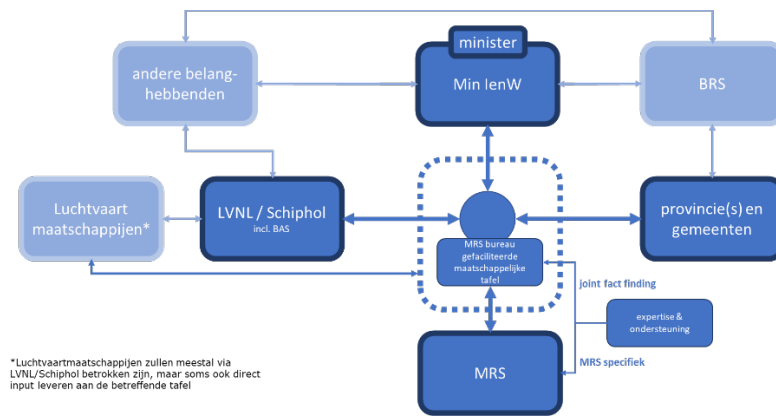 minister
andere belang-
hebbenden
Min IenW
BRS
Luchtvaart
maatschappijen*
LVNL / Schiphol
incl. BAS
provincie(s) en
gemeenten
MRS bureau
gefaciliteerde
maatschappelijke
tafel
joint fact finding
expertise &
ondersteuning
MRS specifiek
MRS
*Luchtvaartmaatschappijen zullen meestal via
LVNL/Schiphol betrokken zijn, maar soms ook direct
input leveren aan de betreffende tafel